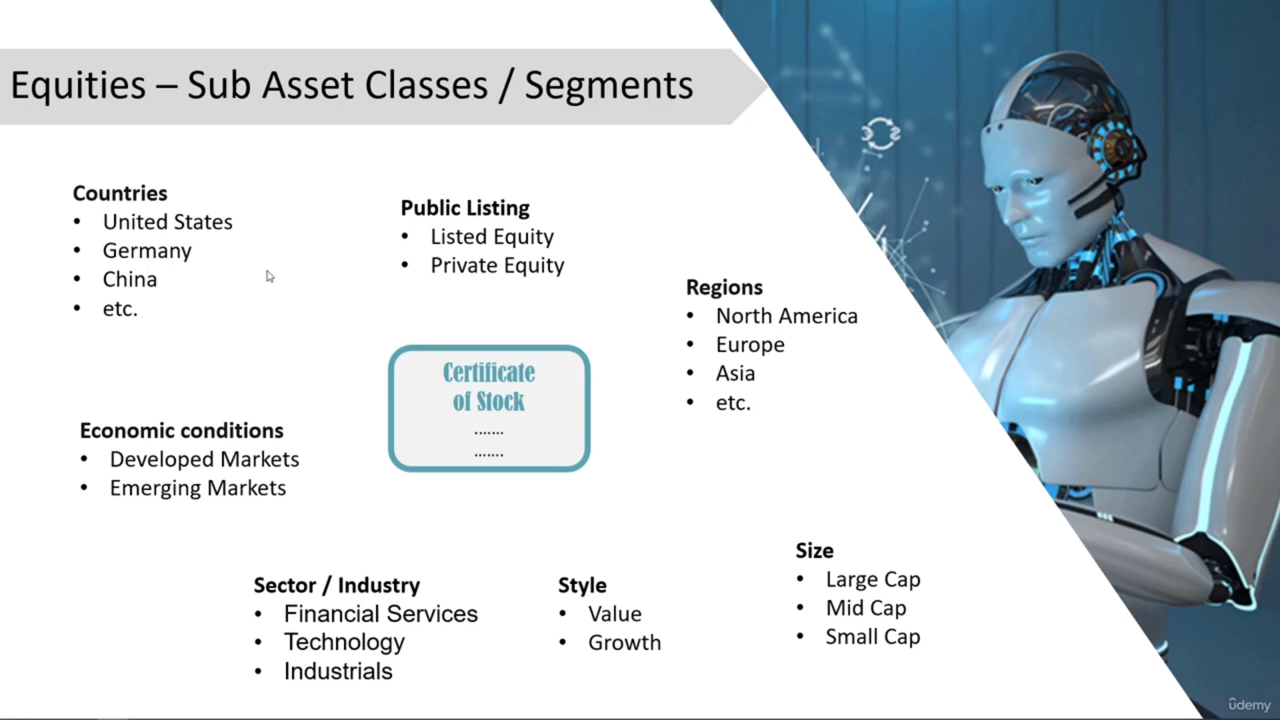 Equities – Sub Asset Classes / Segments
Countries
• United States
• Germany
• China
• etc.
Public Listing
• Listed Equity
• Private Equity
Regions
• North America
• Europe
• Asia
• etc.
Certificate
of Stock
.......
.......
Economic conditions
• Developed Markets
• Emerging Markets
Sector / Industry
• Financial Services
• Technology
• Industrials
Style
• Value
• Growth
Size
• Large Cap
• Mid Cap
• Small Cap
udemy